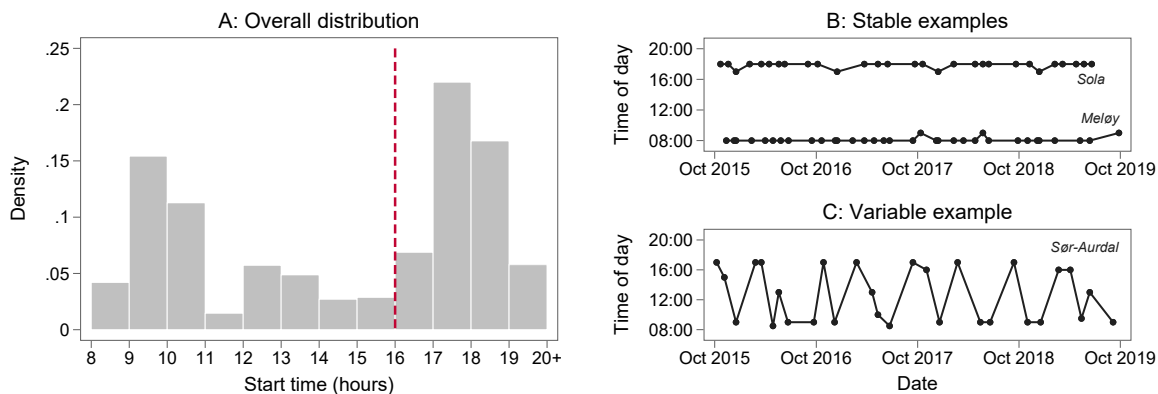 A: Overall distribution
Density
.25
.2
.15
.1
.05
0
8 9 10 11 12 13 14 15 16 17 18 19 20+
Start time (hours)
B: Stable examples
Time of day
20:00
16:00
12:00
08:00
Sola
Meløy
Oct 2015 Oct 2016 Oct 2017 Oct 2018 Oct 2019
C: Variable example
Time of day
20:00
16:00
12:00
08:00
Sør-Aurdal
Oct 2015 Oct 2016 Oct 2017 Oct 2018 Oct 2019
Date